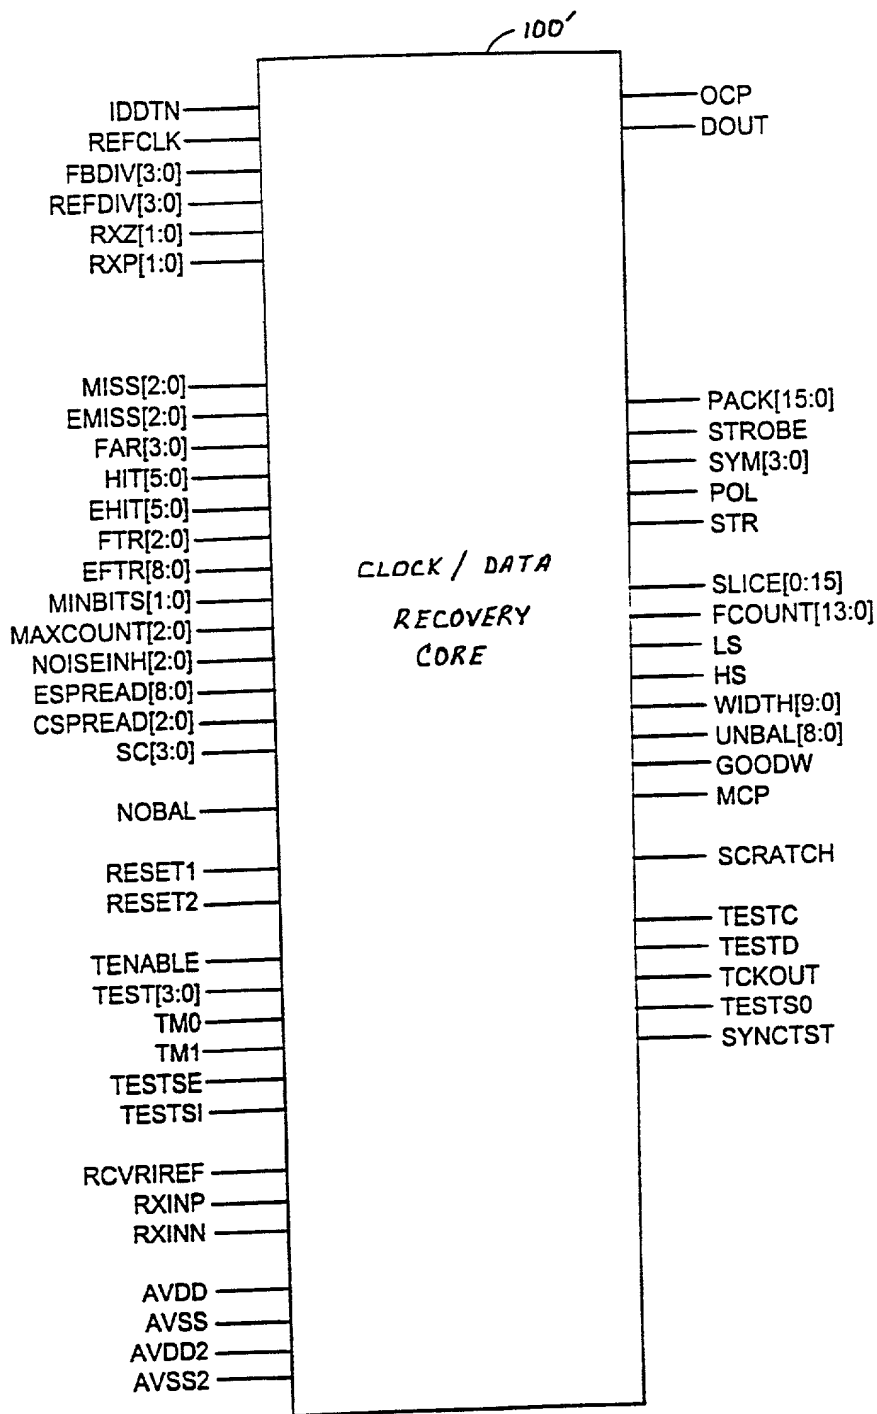 100'
IDDTN
REFCLK
FBDIV[3:0]
REFDIV[3:0]
RXZ[1:0]
RXP[1:0]
MISS[2:0]
EMISS[2:0]
FAR[3:0]
HIT[5:0]
EHIT[5:0]
FTR[2:0]
EFTR[8:0]
MINBITS[1:0]
MAXCOUNT[2:0]
NOISEINH[2:0]
ESPREAD[8:0]
CSPREAD[2:0]
SC[3:0]
NOBAL
RESET1
RESET2
TENABLE
TEST[3:0]
TM0
TM1
TESTSE
TESTSI
RCVRIREF
RXINP
RXINN
AVDD
AVSS
AVDD2
AVSS2
CLOCK / DATA
RECOVERY
CORE
OCP
DOUT
PACK[15:0]
STROBE
SYM[3:0]
POL
STR
SLICE[0:15]
FCOUNT[13:0]
LS
HS
WIDTH[9:0]
UNBAL[8:0]
GOODW
MCP
SCRATCH
TESTC
TESTD
TCKOUT
TESTS0
SYNCTST